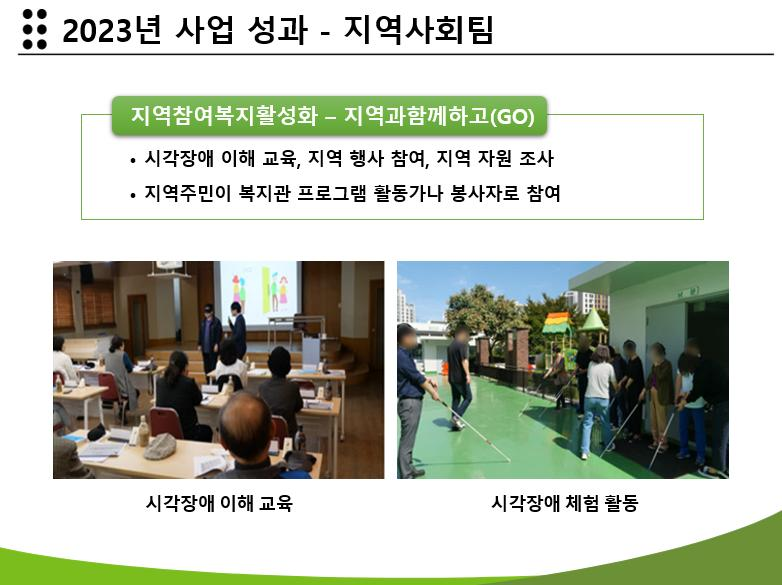 2023년 사업 성과 - 지역사회팀
지역참여복지활성화 – 지역과함께하고(GO)
• 시각장애 이해 교육, 지역 행사 참여, 지역 자원 조사
• 지역주민이 복지관 프로그램 활동가나 봉사자로 참여
시각장애 이해 교육
시각장애 체험 활동